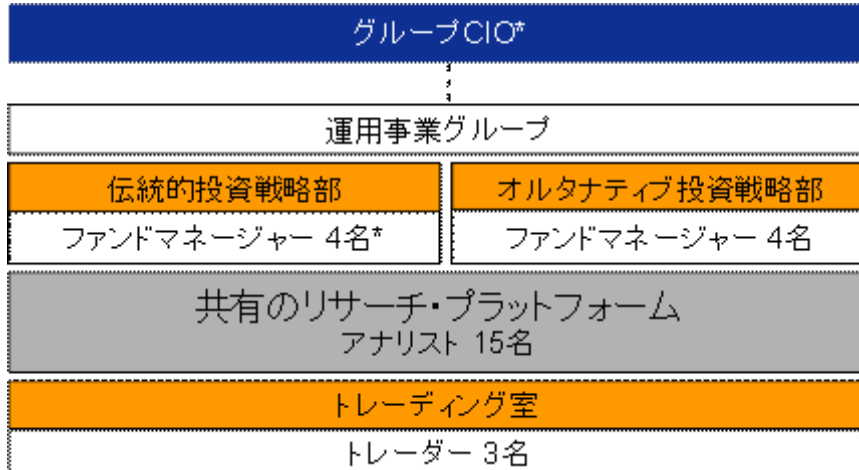 グループCIO*
運用事業グループ
伝統的投資戦略部
オルタナティブ投資戦略部
ファンドマネージャー 4名*
ファンドマネージャー 4名
共有のリサーチ・プラットフォーム
アナリスト 15名
トレーディング室
トレーダー 3名